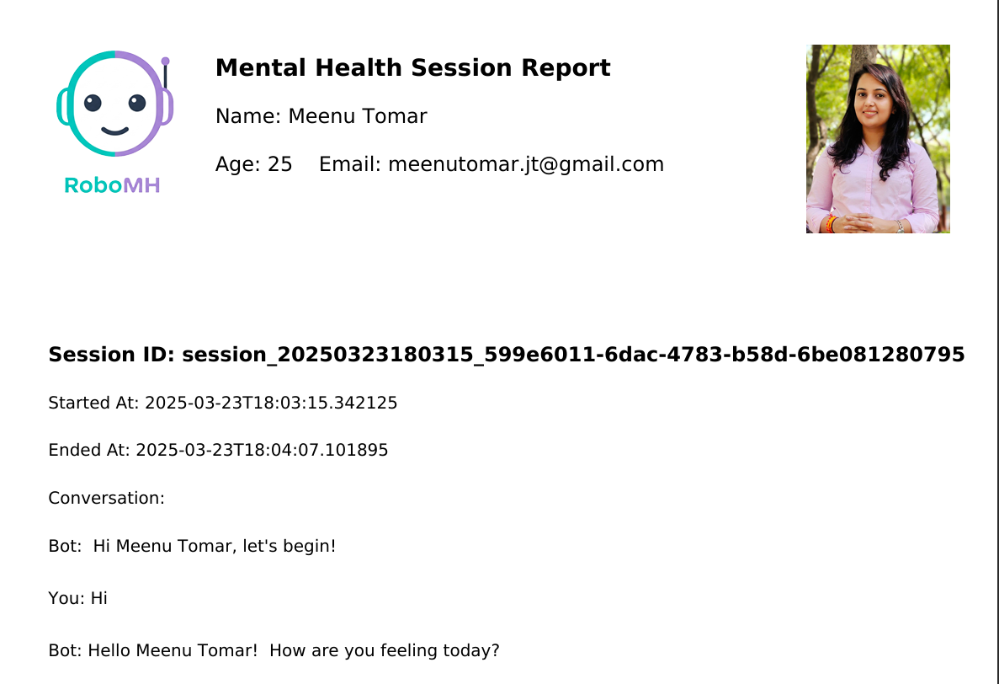 Mental Health Session Report
Name: Meenu Tomar
Age: 25    Email: meenutomar.jt@gmail.com
RoboMH
Session ID: session_20250323180315_599e6011-6dac-4783-b58d-6be081280795
Started At: 2025-03-23T18:03:15.342125
Ended At: 2025-03-23T18:04:07.101895
Conversation:
Bot:  Hi Meenu Tomar, let's begin!
You: Hi
Bot: Hello Meenu Tomar!  How are you feeling today?